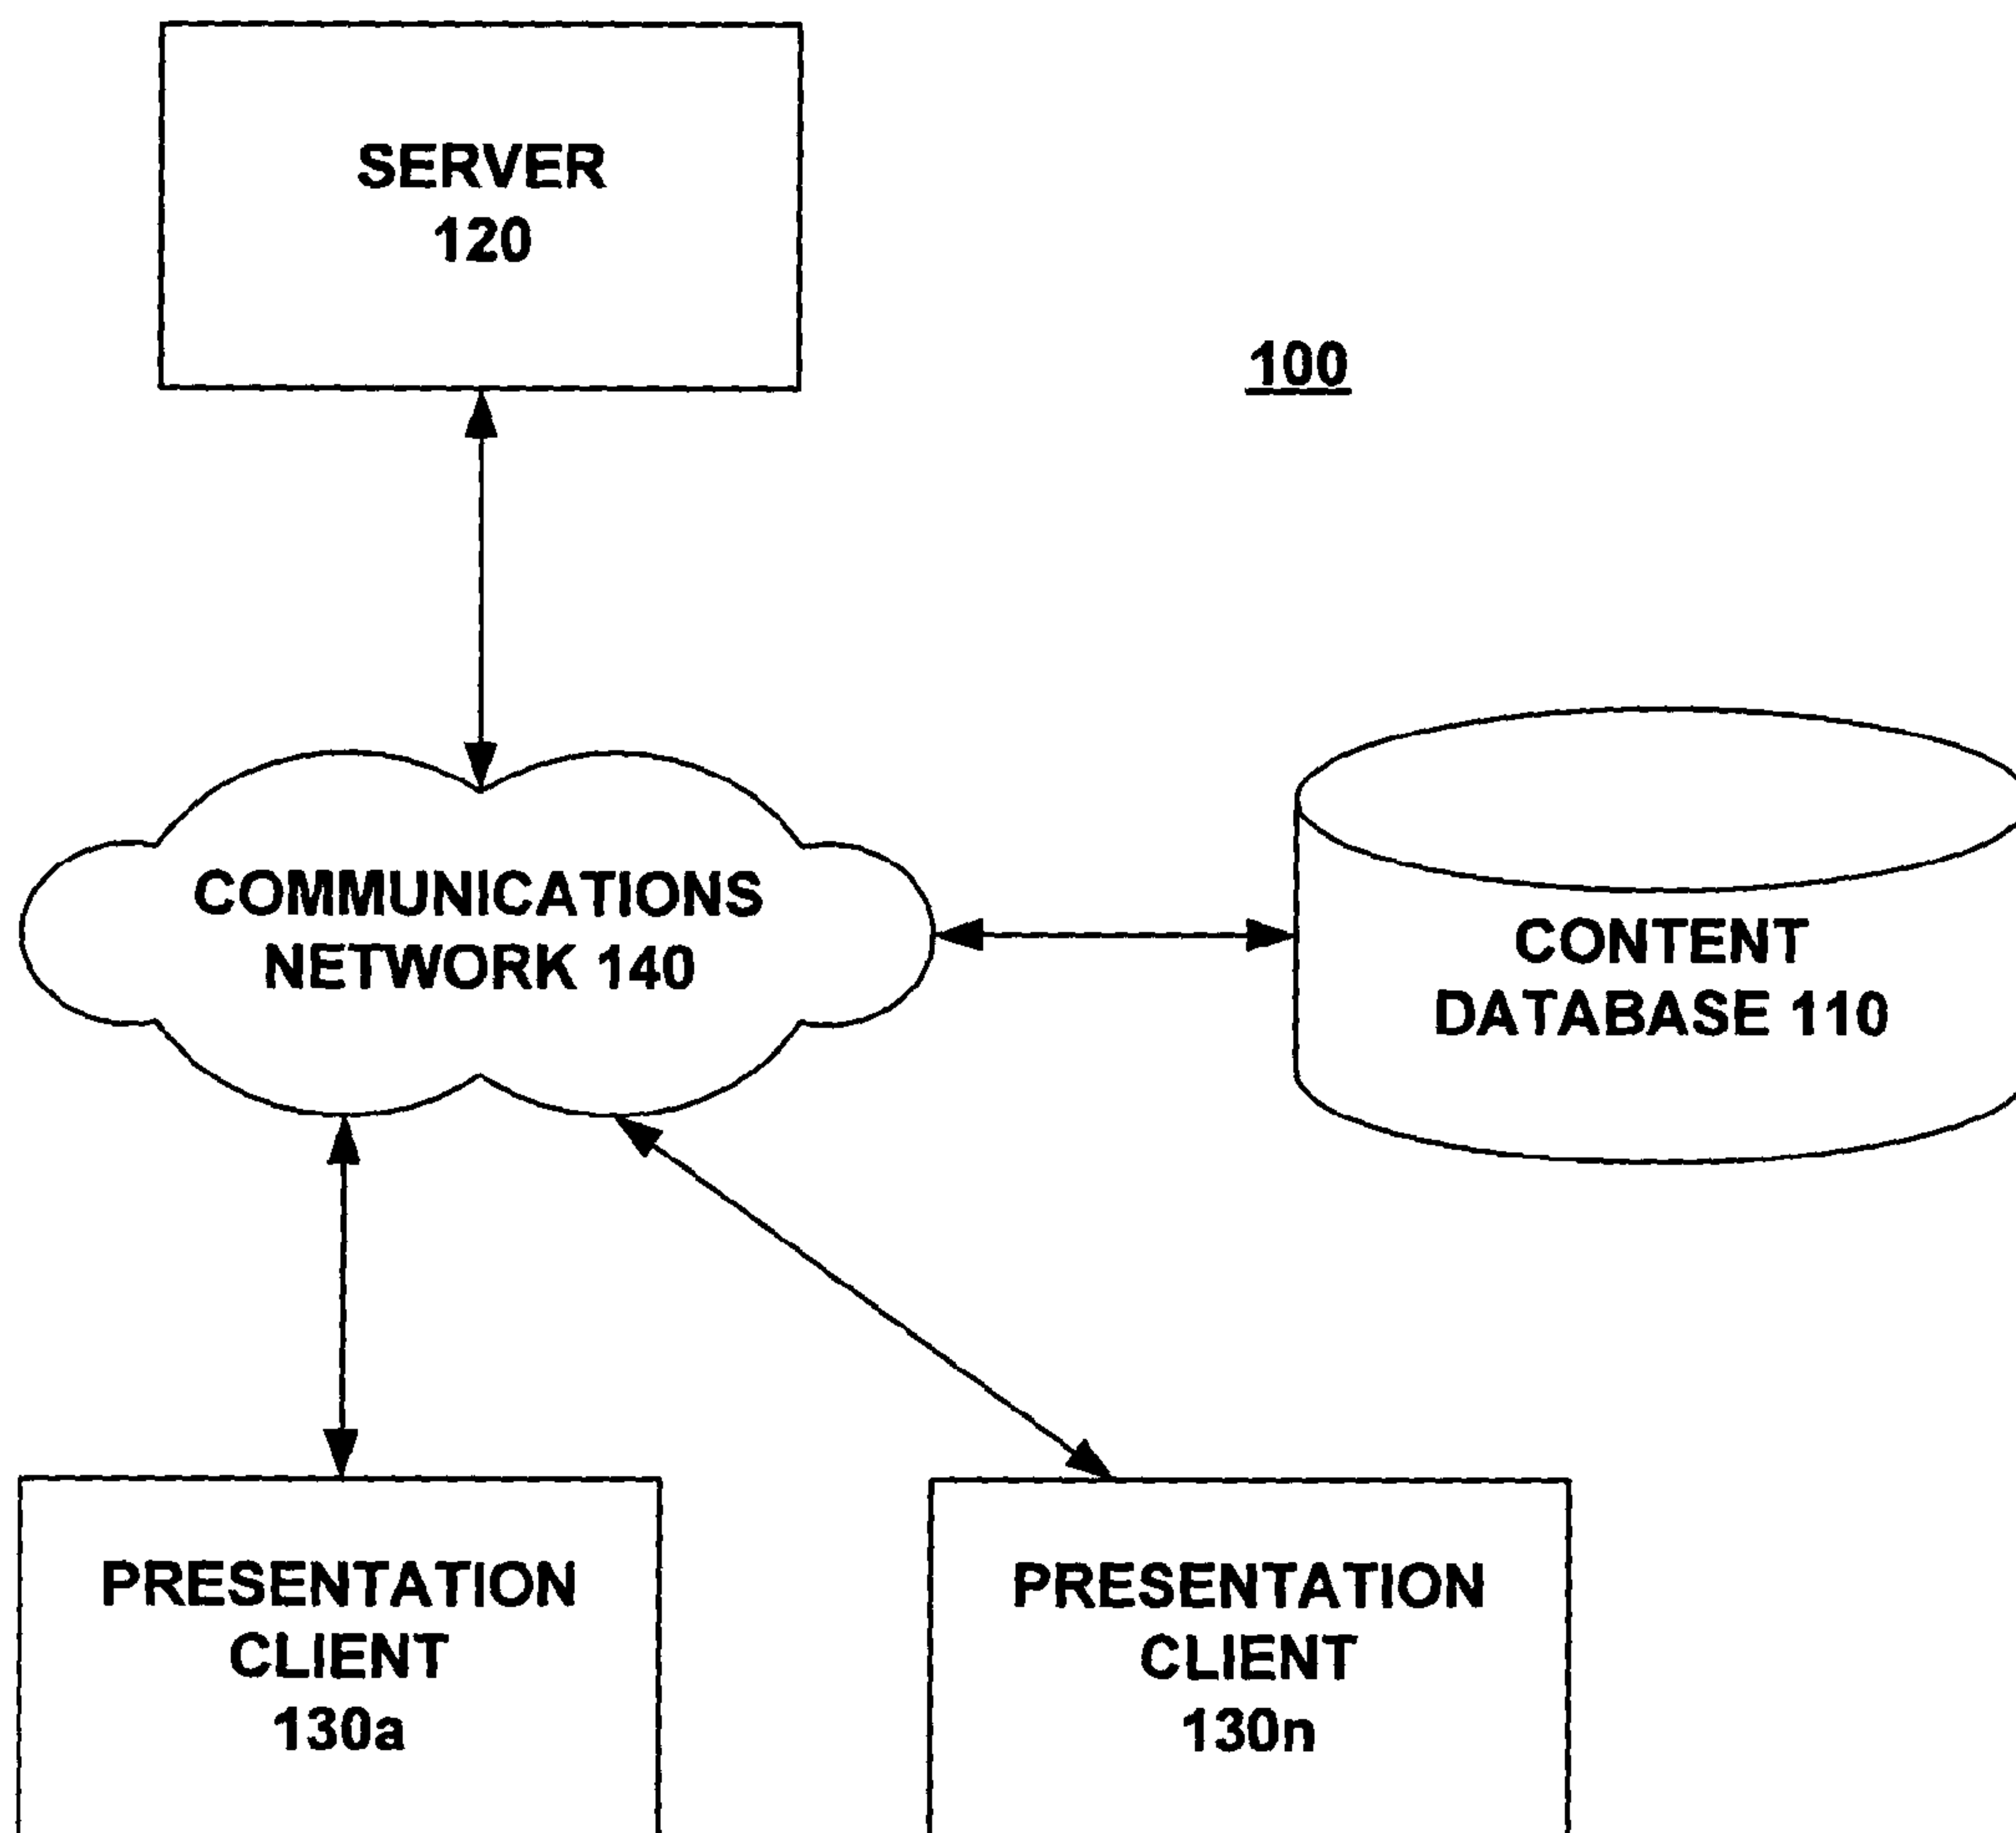 SERVER
120
100
COMMUNICATIONS
NETWORK 140
CONTENT
DATABASE 110
PRESENTATION
CLIENT
130a
PRESENTATION
CLIENT
130n